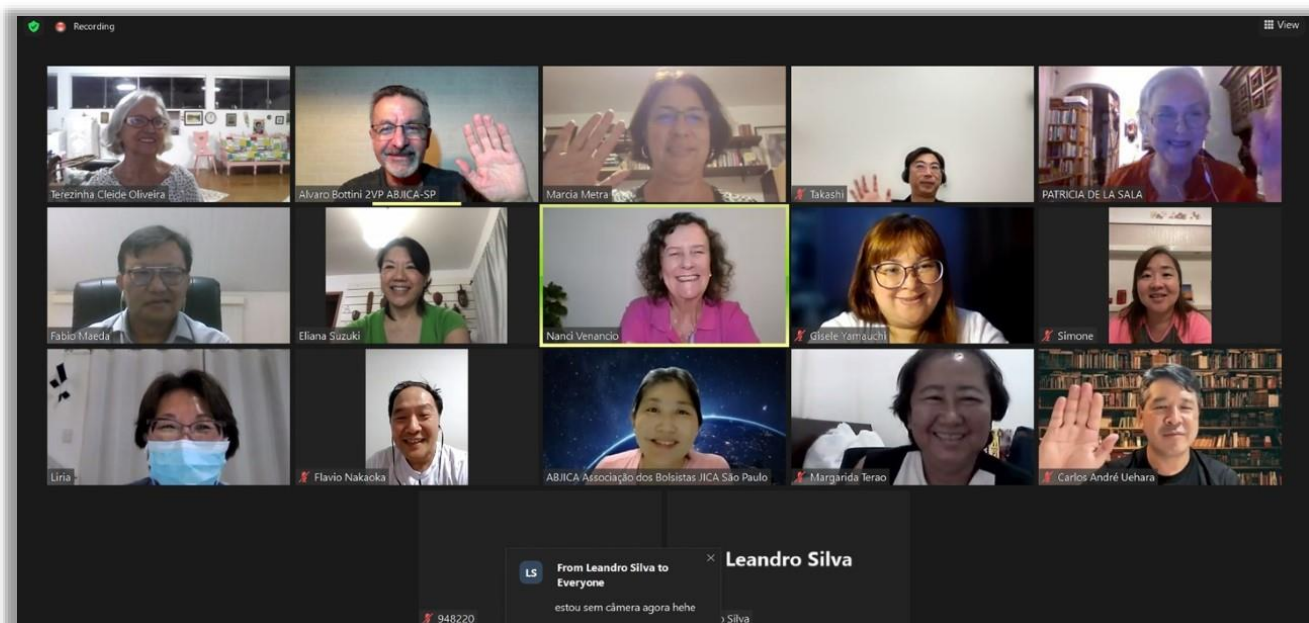 Recording
View
Terezinha Cleide Oliveira
Alvaro Bottini 2VP ABJICA-SP
Marcia Metra
Takashi
PATRICIA DE LA SALA
Fabio Maeda
Eliana Suzuki
Nanci Venancio
Gisele Yamauchi
Simone
Liria
Flavio Nakaoka
ABJICA Associação dos Bolsistas JICA São Paulo
Margarida Terao
Carlos André Uehara
Leandro Silva
LS
From Leandro Silva to
Everyone
estou sem câmera agora hehe
948220
Silva